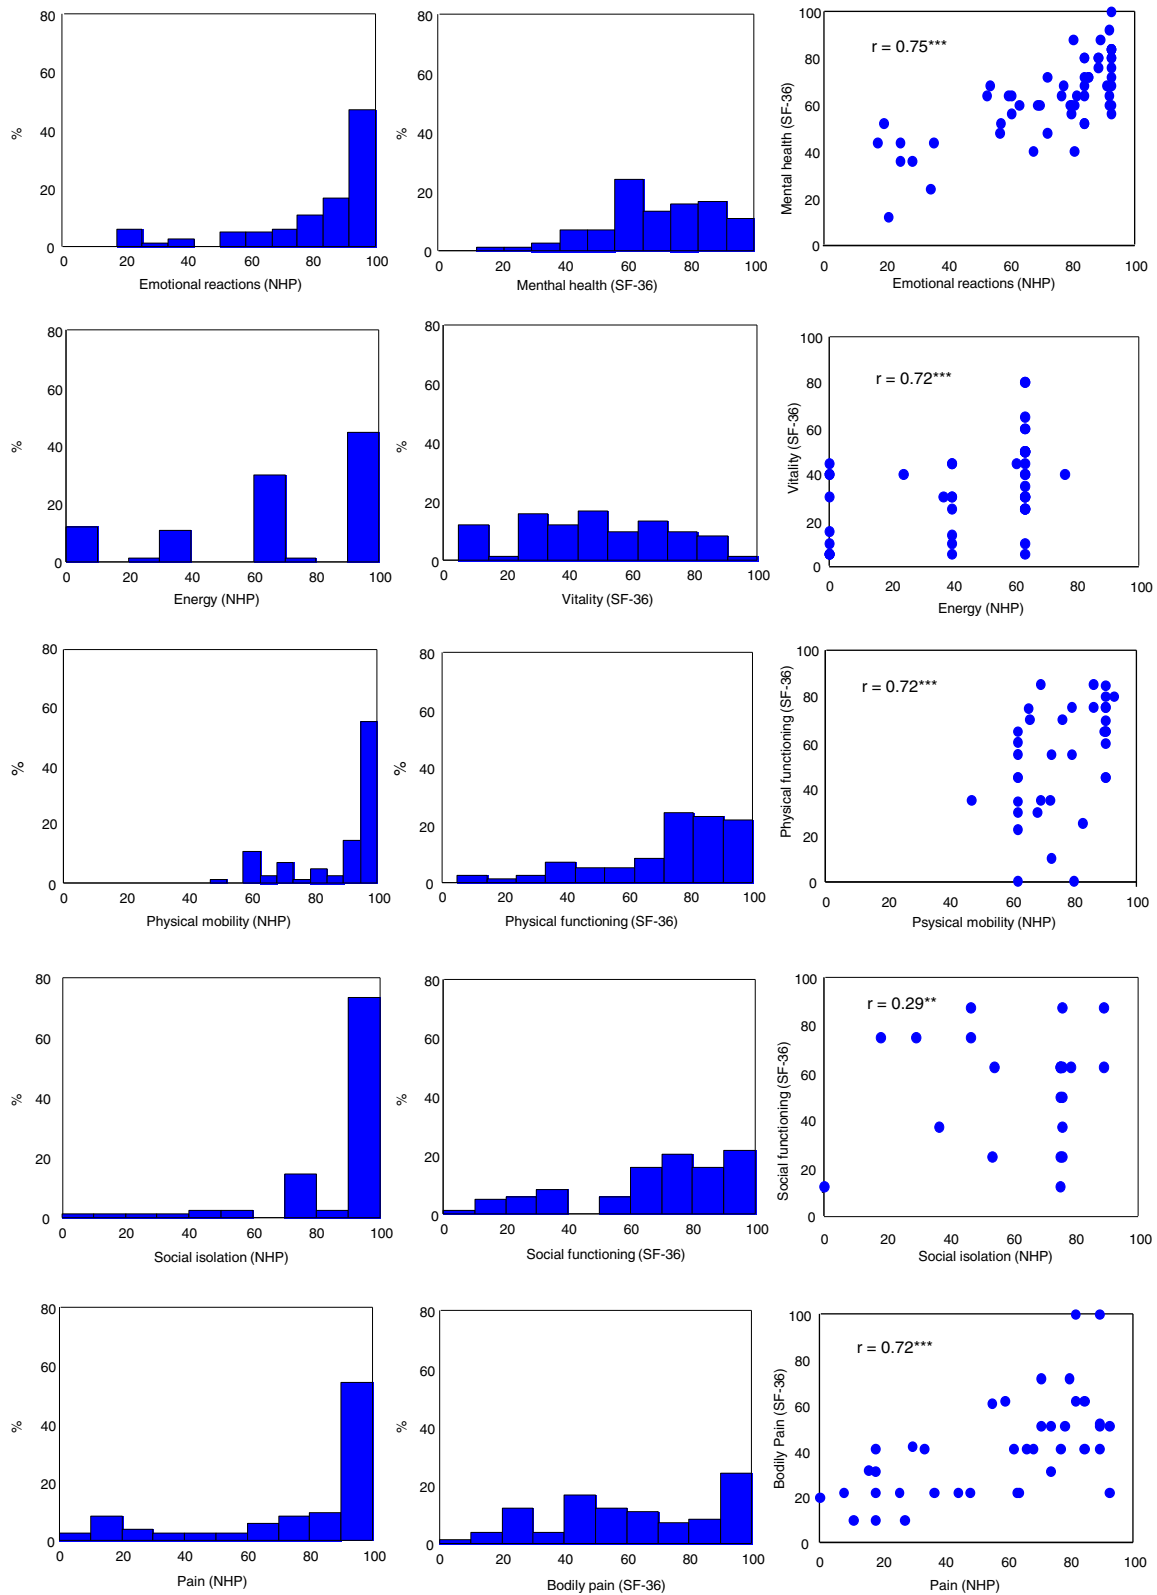 80
60
40
20
0
%
0 20 40 60 80 100
Emotional reactions (NHP)
80
60
40
20
0
%
0 20 40 60 80 100
Menthal health (SF-36)
100
80
60
40
20
0
Mental health (SF-36)
r = 0.75***
0 20 40 60 80 100
Emotional reactions (NHP)
80
60
40
20
0
%
0 20 40 60 80 100
Energy (NHP)
80
60
40
20
0
%
0 20 40 60 80 100
Vitality (SF-36)
100
80
60
40
20
0
Vitality (SF-36)
r = 0.72***
0 20 40 60 80 100
Energy (NHP)
80
60
40
20
0
%
0 20 40 60 80 100
Physical mobility (NHP)
80
60
40
20
0
%
0 20 40 60 80 100
Physical functioning (SF-36)
100
80
60
40
20
0
Physical functioning (SF-36)
r = 0.72***
0 20 40 60 80 100
Psysical mobility (NHP)
80
60
40
20
0
%
0 20 40 60 80 100
Social isolation (NHP)
80
60
40
20
0
%
0 20 40 60 80 100
Social functioning (SF-36)
100
80
60
40
20
0
Social functioning (SF-36)
r = 0.29**
0 20 40 60 80 100
Social isolation (NHP)
80
60
40
20
0
%
0 20 40 60 80 100
Pain (NHP)
80
60
40
20
0
%
0 20 40 60 80 100
Bodily pain (SF-36)
100
80
60
40
20
0
Bodily Pain (SF-36)
r = 0.72***
0 20 40 60 80 100
Pain (NHP)